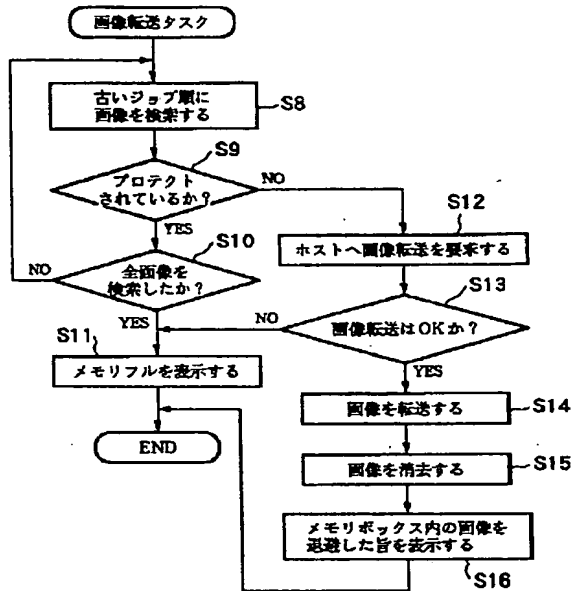 画像転送タスク
古いジョブ順に
画像を検索する
S8
S9
プロテクト
されているか？
NO
YES
S10
全画像を
検索したか？
NO
YES
S11
メモリフルを表示する
END
S12
ホストへ画像転送を要求する
S13
画像転送はOKか？
NO
YES
画像を転送する
S14
画像を消去する
S15
メモリボックス内の画像を
退避した旨を表示する
S16